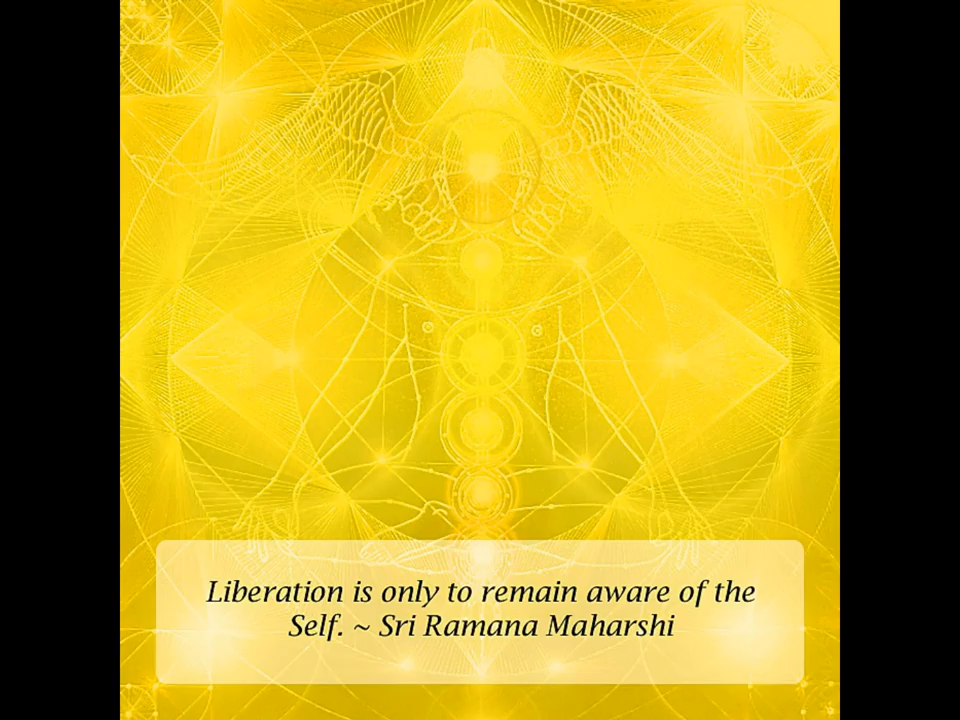 Liberation is only to remain aware of the
Self. ~ Sri Ramana Maharshi